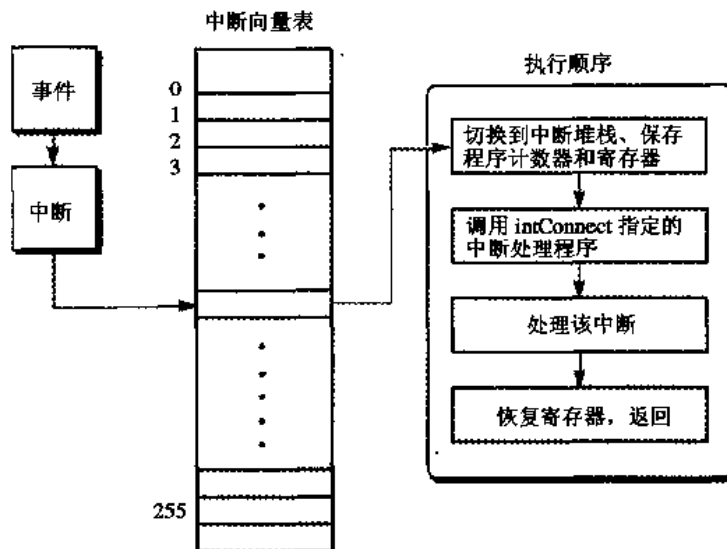 中断向量表
事件
中断
0
1
2
3
255
执行顺序
切换到中断堆栈、保存
程序计数器和寄存器
调用 intConnect 指定的
中断处理程序
处理该中断
恢复寄存器，返回